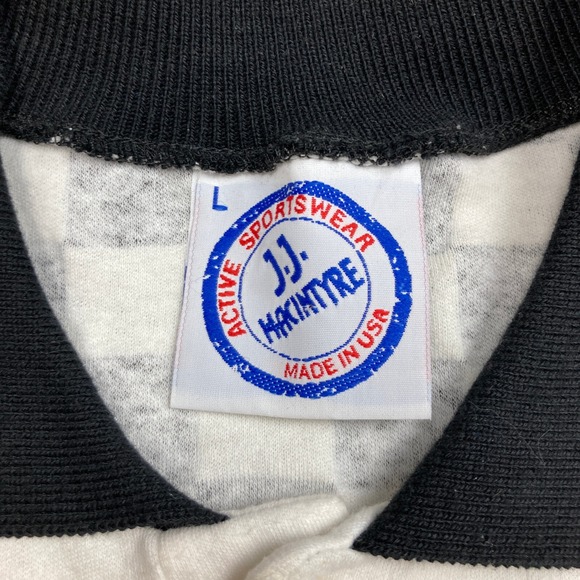 L
ACTIVE SPORTSWEAR
J.J.
MACINTYRE
MADE IN USA